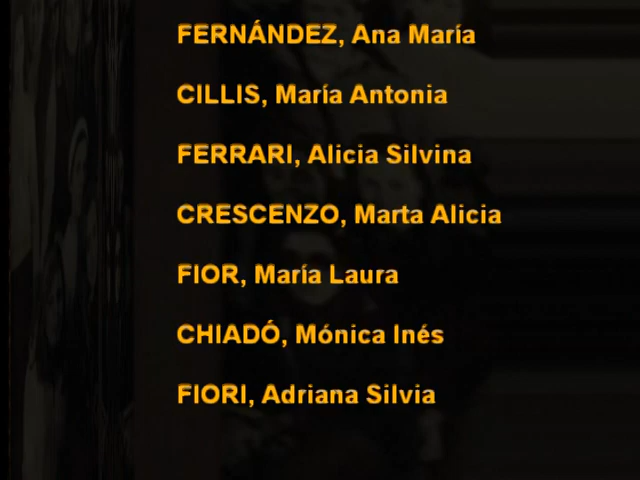 FERNÁNDEZ, Ana María
CILLIS, María Antonia
FERRARI, Alicia Silvina
CRESCENZO, Marta Alicia
FIOR, María Laura
CHIADÓ, Mónica Inés
FIORI, Adriana Silvia